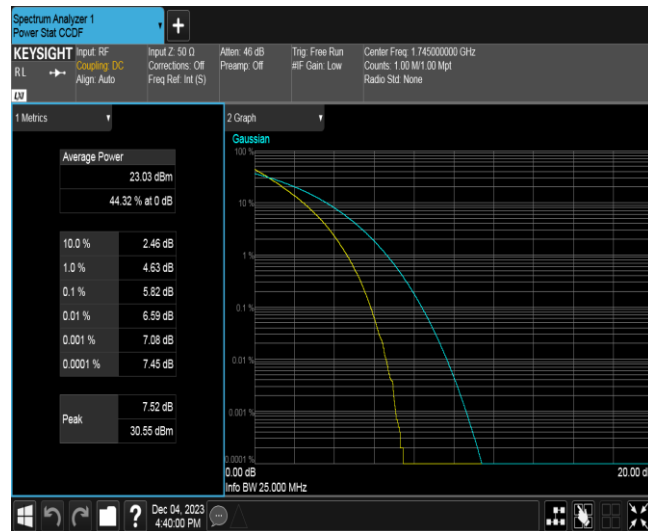 Spectrum Analyzer 1
Power Stat CCDF
+
KEYSIGHT
RL
LXI
Input: RF
Coupling: DC
Align: Auto
Input Z: 50 Ω
Corrections: Off
Freq Ref: Int (S)
Atten: 46 dB
Preamp: Off
Trig: Free Run
#IF Gain: Low
Center Freq: 1.745000000 GHz
Counts: 1.00 M/1.00 Mpt
Radio Std: None
1 Metrics
Average Power
23.03 dBm
44.32 % at 0 dB
10.0 % 2.46 dB
1.0 % 4.63 dB
0.1 % 5.82 dB
0.01 % 6.59 dB
0.001 % 7.08 dB
0.0001 % 7.45 dB
Peak
7.52 dB
30.55 dBm
2 Graph
Gaussian
100 %
10 %
1 %
0.1 %
0.01 %
0.001 %
0.0001 %
0.00 dB
20.00 d
Info BW 25.000 MHz
?
Dec 04, 2023
4:40:00 PM